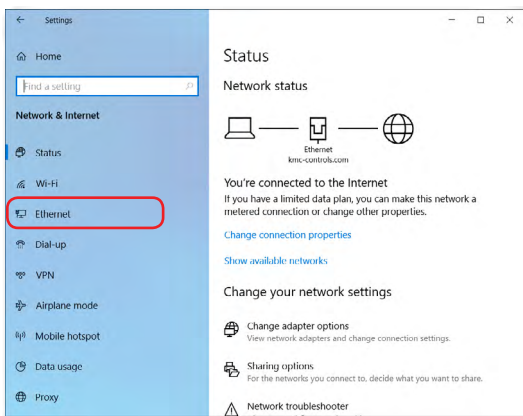 Settings
Home
Find a setting
Network & Internet
Status
Wi-Fi
Ethernet
Dial-up
VPN
Airplane mode
Mobile hotspot
Data usage
Proxy
Status
Network status
Ethernet
kmc-controls.com
You're connected to the Internet
If you have a limited data plan, you can make this network a
metered connection or change other properties.
Change connection properties
Show available networks
Change your network settings
Change adapter options
View network adapters and change connection settings.
Sharing options
For the networks you connect to, decide what you want to share.
Network troubleshooter